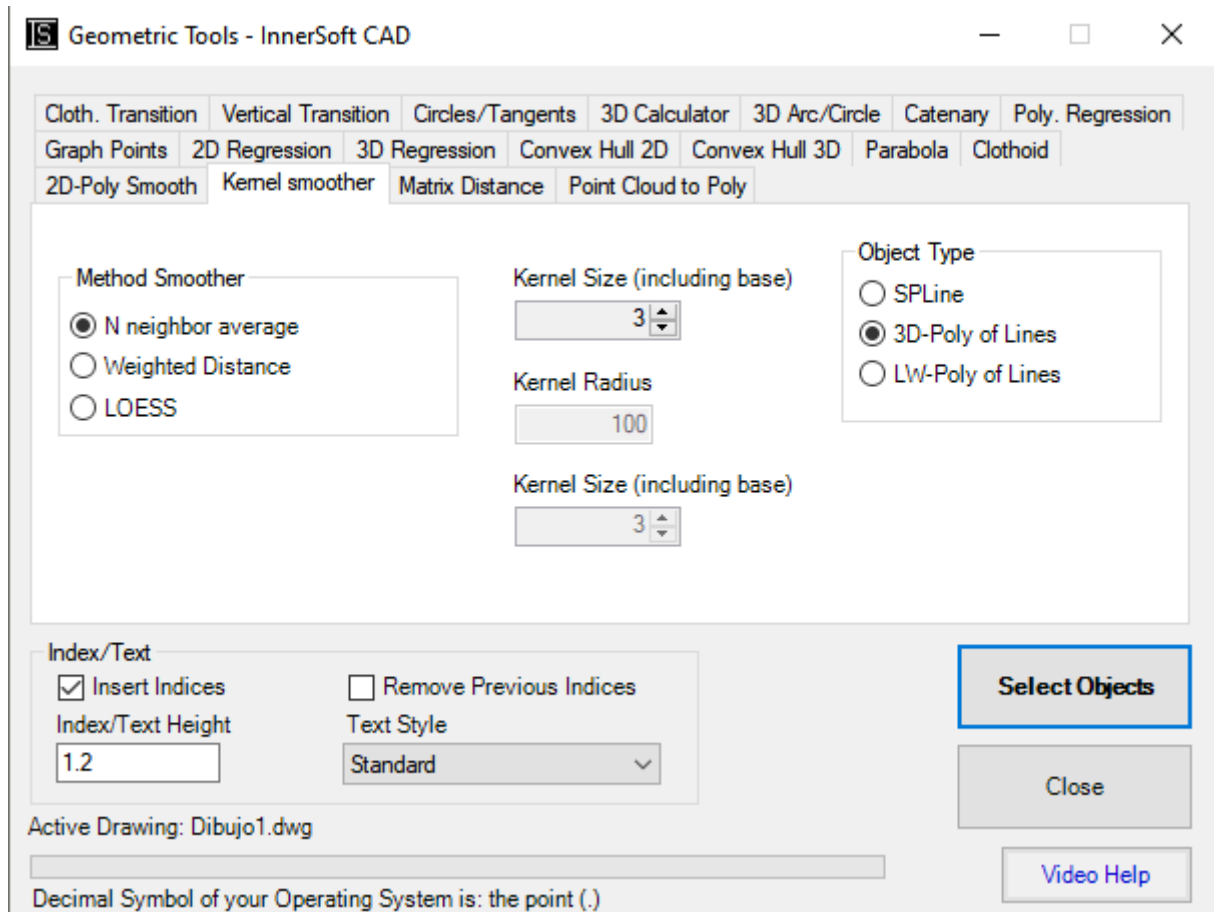 IS Geometric Tools - InnerSoft CAD
Cloth. Transition Vertical Transition Circles/Tangents 3D Calculator 3D Arc/Circle Catenary Poly. Regression
Graph Points 2D Regression 3D Regression Convex Hull 2D Convex Hull 3D Parabola Clothoid
2D-Poly Smooth Kernel smoother Matrix Distance Point Cloud to Poly
Method Smoother
N neighbor average
Weighted Distance
LOESS
Kernel Size (including base)
3
Kernel Radius
100
Kernel Size (including base)
3
Object Type
SPLine
3D-Poly of Lines
LW-Poly of Lines
Index/Text
Insert Indices Remove Previous Indices
Index/Text Height Text Style
1.2 Standard
Select Objects
Close
Active Drawing: Dibujo1.dwg
Video Help
Decimal Symbol of your Operating System is: the point (.)